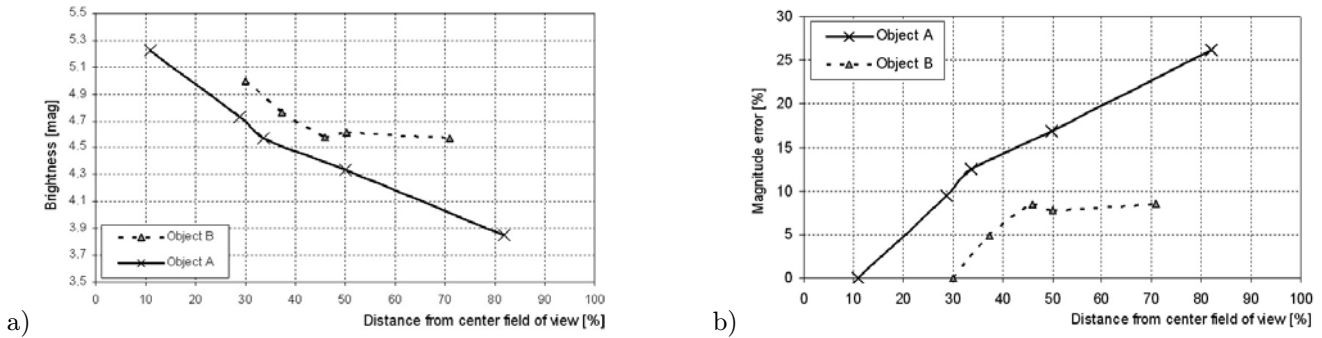 5.5
5.3
5.1
4.9
4.7
4.5
4.3
4.1
3.9
3.7
3.5
Brightness [mag]
Object B
Object A
0 10 20 30 40 50 60 70 80 90 100
Distance from center field of view [%]
a)
30
25
20
15
10
5
0
Magnitude error [%]
Object A
Object B
0 10 20 30 40 50 60 70 80 90 100
Distance from center field of view [%]
b)